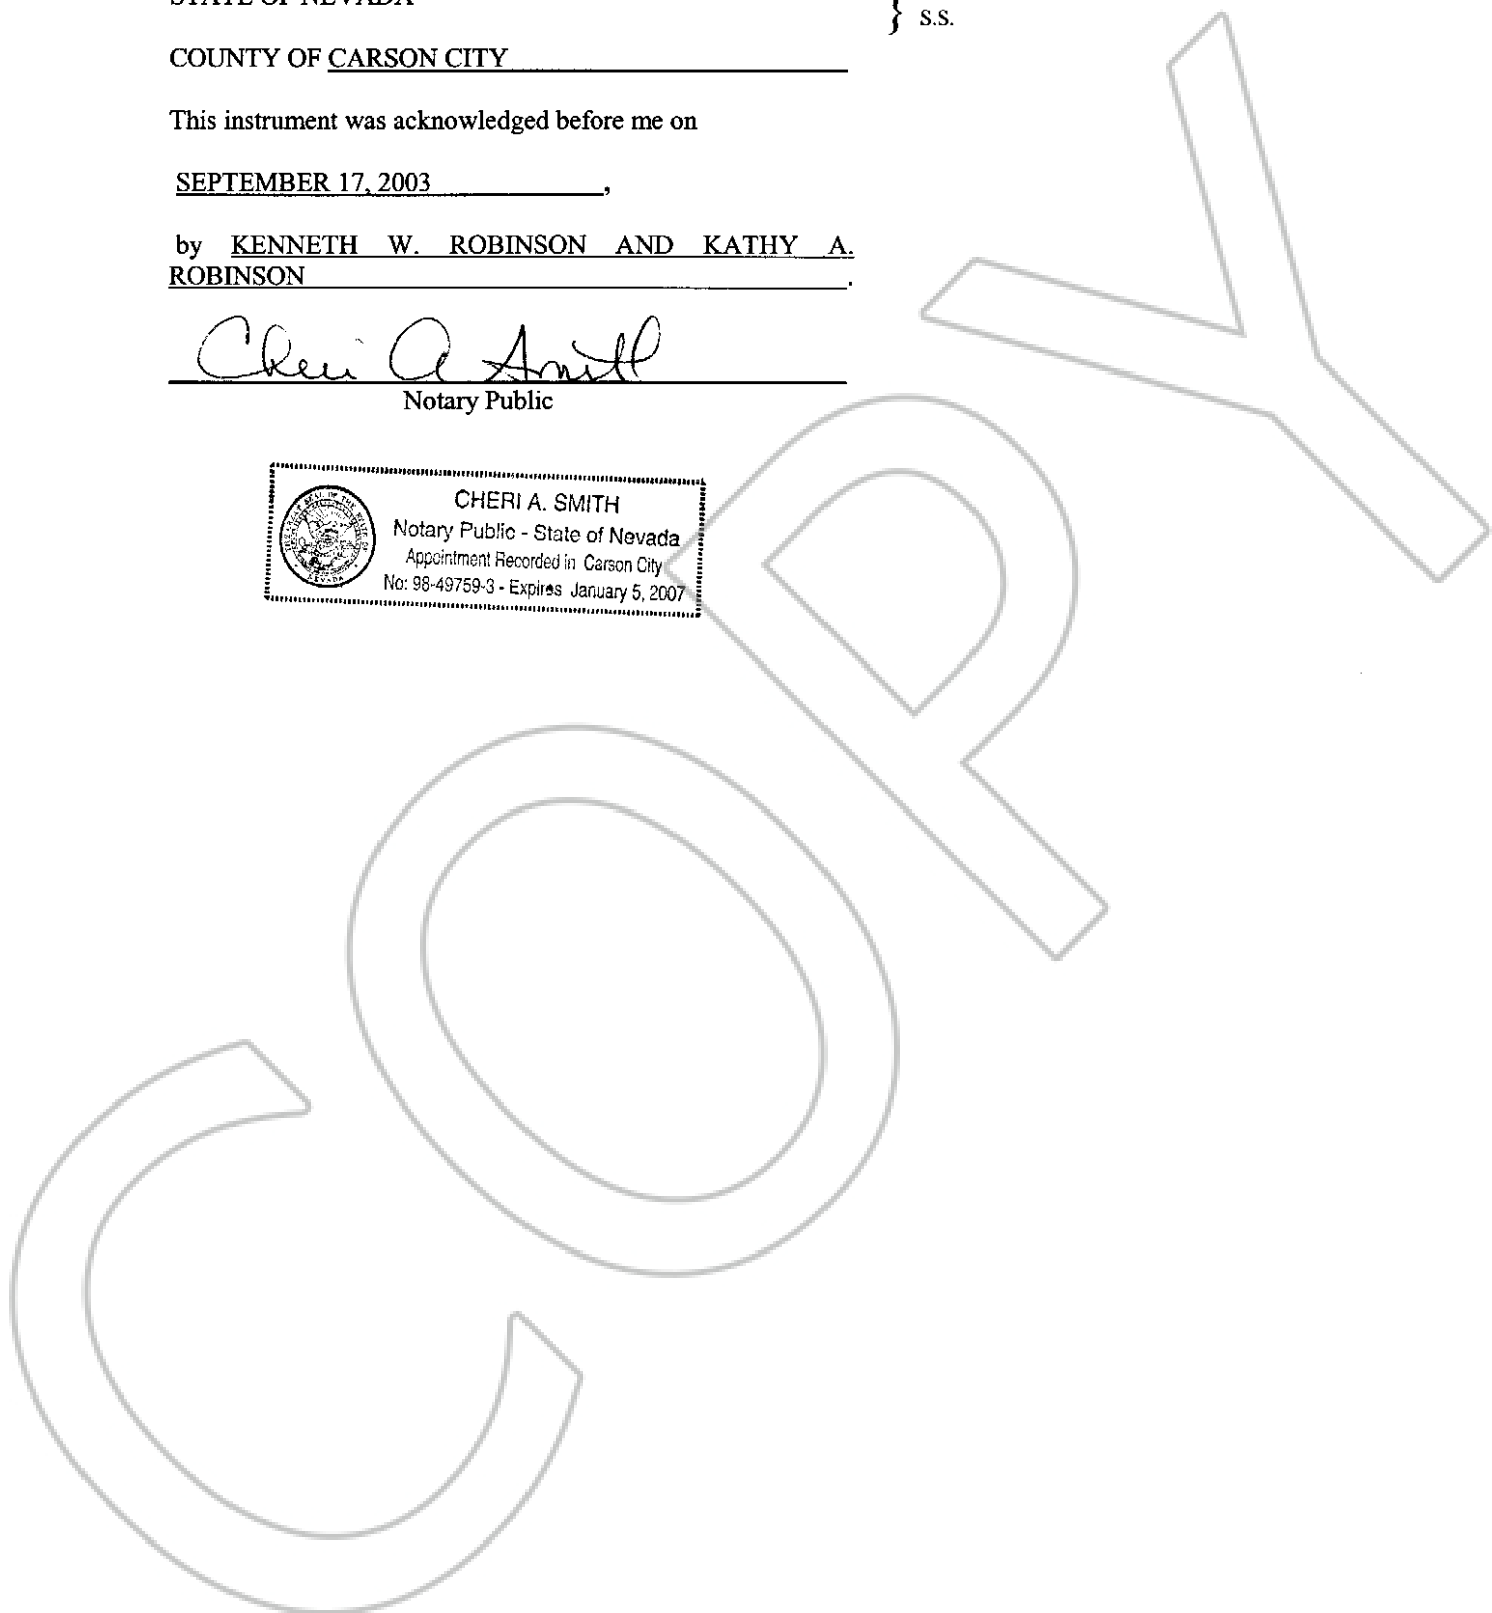 STATE OF NEVADA
} s.s.
COUNTY OF CARSON CITY
This instrument was acknowledged before me on
SEPTEMBER 17, 2003,
by KENNETH W. ROBINSON AND KATHY A.
ROBINSON.
Cheri A Smith
Notary Public
CHERI A. SMITH
Notary Public - State of Nevada
Appointment Recorded in Carson City
No: 98-49759-3 - Expires January 5, 2007
COPY